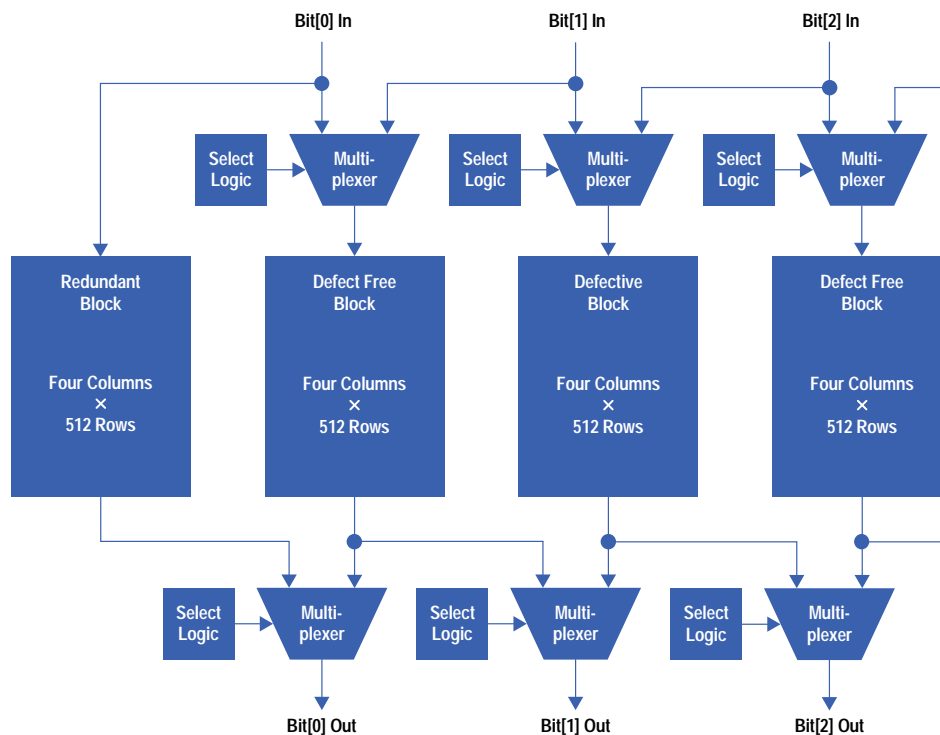 Bit[0] In
Bit[1] In
Bit[2] In
Select
Logic
Multi-
plexer
Select
Logic
Multi-
plexer
Select
Logic
Multi-
plexer
Redundant
Block
Four Columns
×
512 Rows
Defect Free
Block
Four Columns
×
512 Rows
Defective
Block
Four Columns
×
512 Rows
Defect Free
Block
Four Columns
×
512 Rows
Select
Logic
Multi-
plexer
Select
Logic
Multi-
plexer
Select
Logic
Multi-
plexer
Bit[0] Out
Bit[1] Out
Bit[2] Out